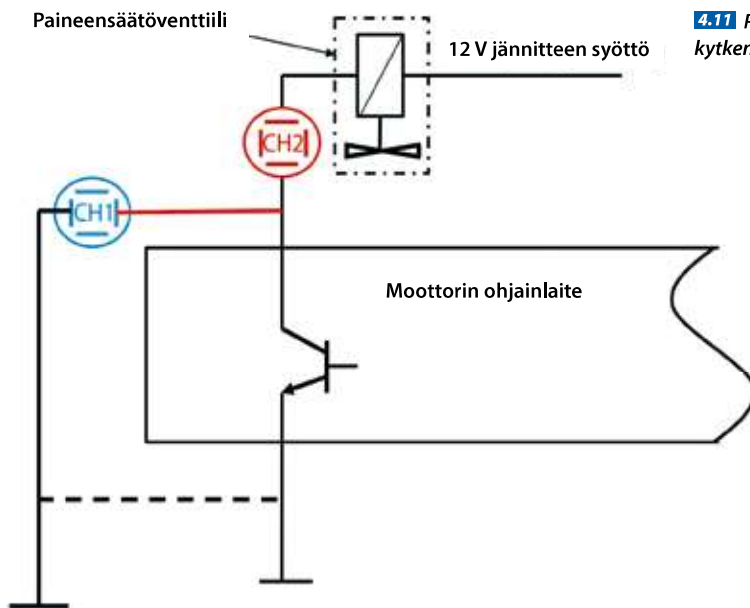 Paineensäätöventtiili
12 V jännitteen syöttö
4.11
CH2
CH1
Moottorin ohjainlaite